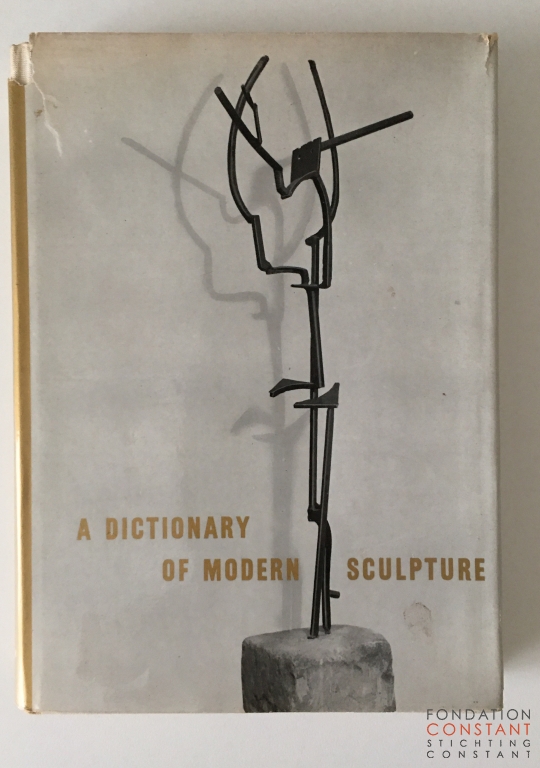 A DICTIONARY
OF MODERN SCULPTURE
FONDATION
CONSTANT
STICHTING
CONSTANT